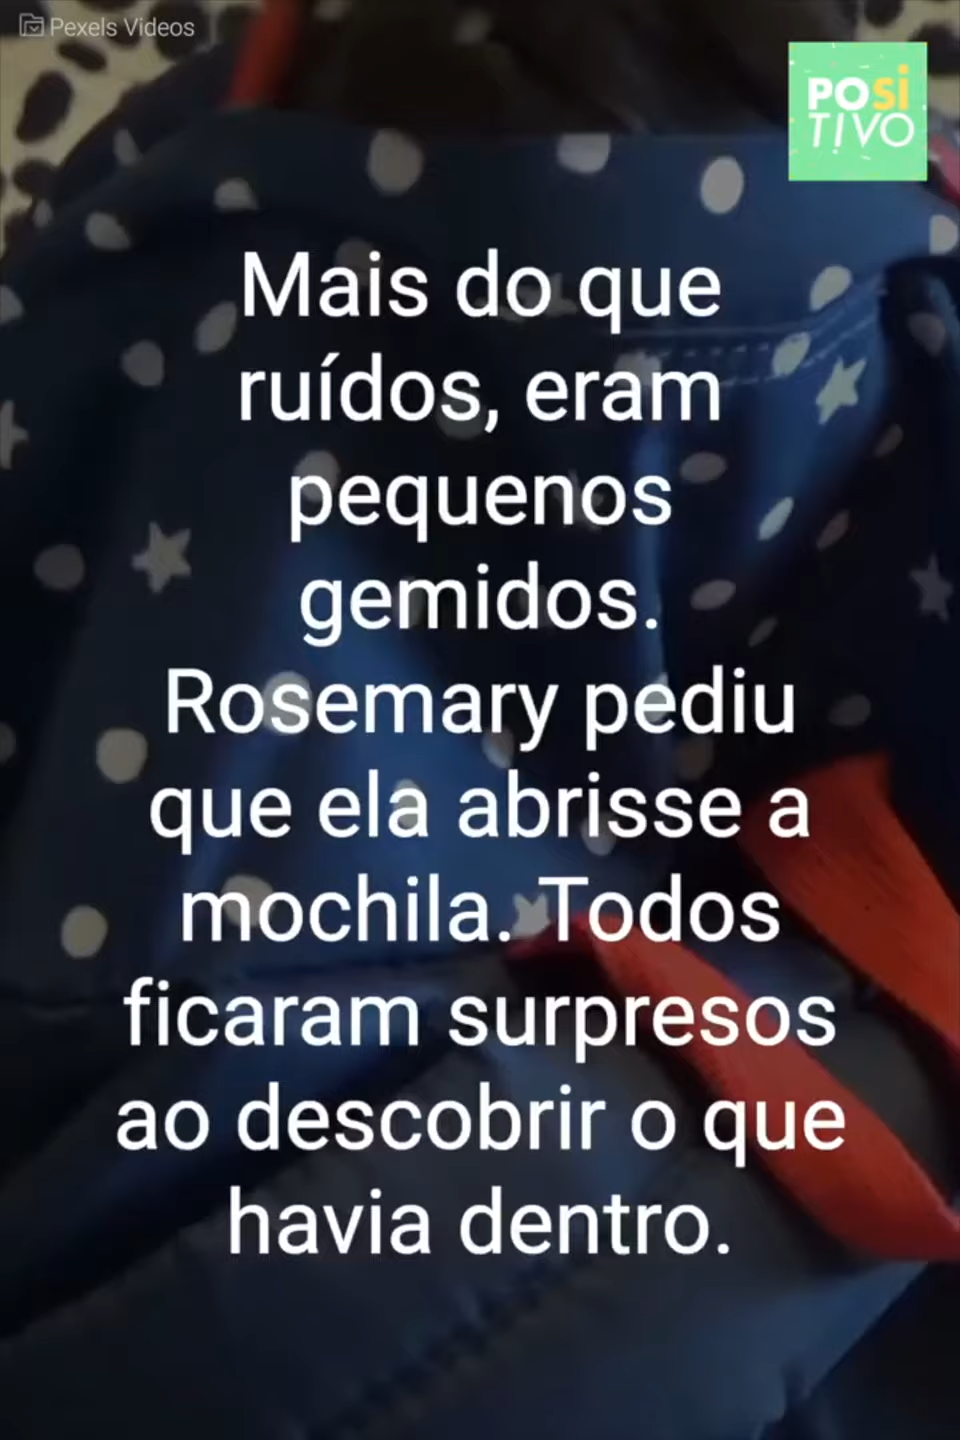 Pexels Videos
POSi
TIVO
Mais do que
ruídos, eram
pequenos
gemidos.
Rosemary pediu
que ela abrisse a
mochila. Todos
ficaram surpresos
ao descobrir o que
havia dentro.